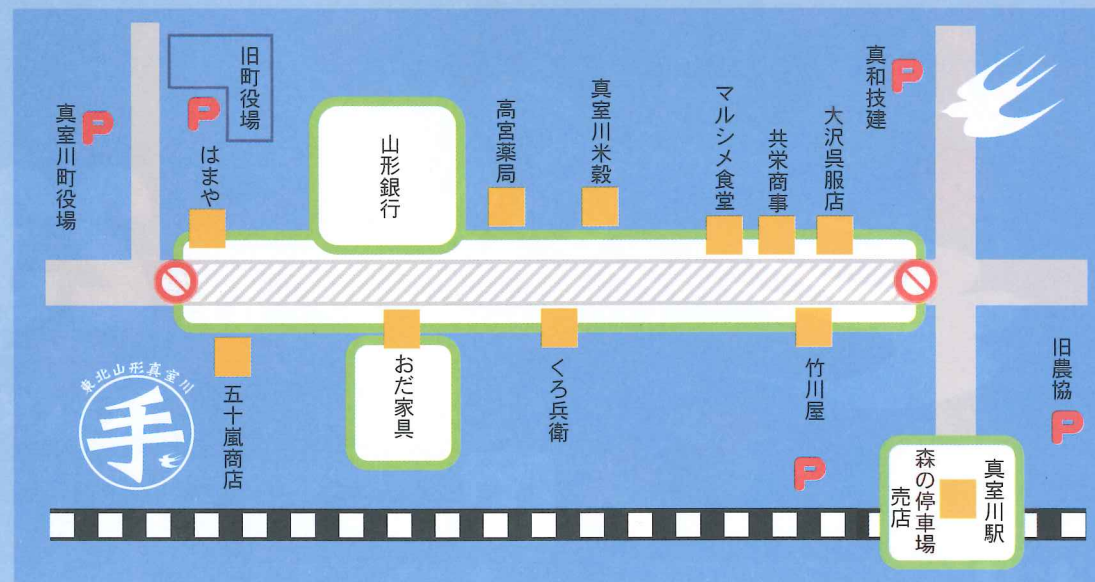 真室川町役場
P
旧町役場
P
はまや
山形銀行
高宮薬局
真室川米穀
マルシメ食堂
共栄商事
大沢呉服店
真和技建
P
東北山形真室川
手
五十嵐商店
おだ家具
くろ兵衛
竹川屋
P
旧農協
P
真室川駅
森の停車場
売店